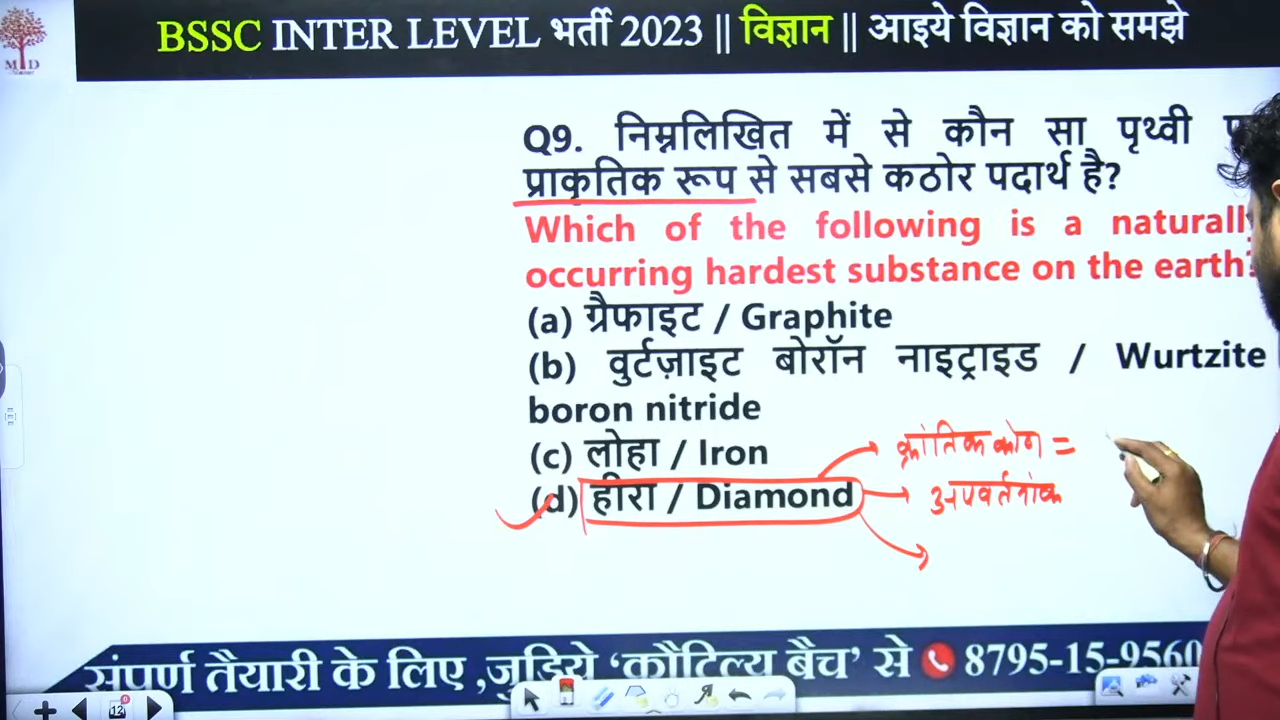 BSSC INTER LEVEL भर्ती 2023 || विज्ञान || आइये विज्ञान को समझे
Q9. निम्नलिखित में से कौन सा पृथ्वी
प्राकृतिक रूप से सबसे कठोर पदार्थ है?
Which of the following is a naturally
occurring hardest substance on the earth?
(a) ग्रैफाइट / Graphite
(b) वुर्टज़ाइट बोरॉन नाइट्राइड / Wurtzite
boron nitride
(c) लोहा / Iron
क्रांतिक कोण =
(d) हीरा / Diamond
अपवर्तनांक
संपूर्ण तैयारी के लिए ,जुड़िये ‘कौटिल्य बैच’ से 8795-15-9560
12